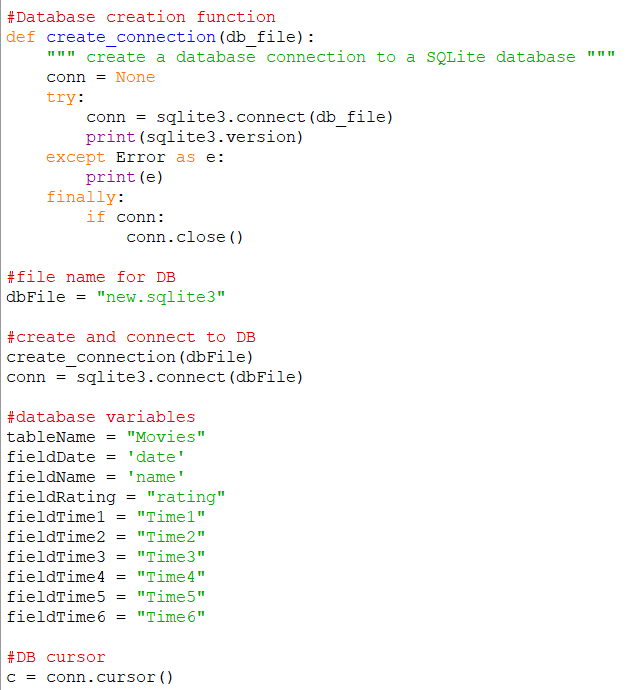 #Database creation function
def create_connection(db_file):
    """ create a database connection to a SQLite database """
    conn = None
    try:
        conn = sqlite3.connect(db_file)
        print(sqlite3.version)
    except Error as e:
        print(e)
    finally:
        if conn:
            conn.close()

#file name for DB
dbFile = "new.sqlite3"

#create and connect to DB
create_connection(dbFile)
conn = sqlite3.connect(dbFile)

#database variables
tableName = "Movies"
fieldDate = 'date'
fieldName = 'name'
fieldRating = "rating"
fieldTime1 = "Time1"
fieldTime2 = "Time2"
fieldTime3 = "Time3"
fieldTime4 = "Time4"
fieldTime5 = "Time5"
fieldTime6 = "Time6"

#DB cursor
c = conn.cursor()